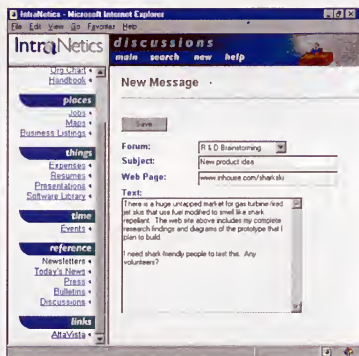 IntraNetics - Microsoft Internet Explorer
File Edit View Go Favorites Help
IntraNetics
discussions
main search new help
Org Chart
Handbook
places
Jobs
Maps
Business Listings
things
Expenses
Resumes
Presentations
Software Library
time
Events
reference
Newsletters
Today's News
Press
Bulletins
Discussions
links
AltaVista
New Message
Save
Forum: R & D Brainstorming
Subject: New product idea
Web Page: www.inhouse.com/sharkski
Text:
There is a huge untapped market for gas turbine-fired
jet skis that use fuel modified to smell like shark
repellant. The web site above includes my complete
research findings and diagrams of the prototype that I
plan to build.
I need shark-friendly people to test this. Any
volunteers?